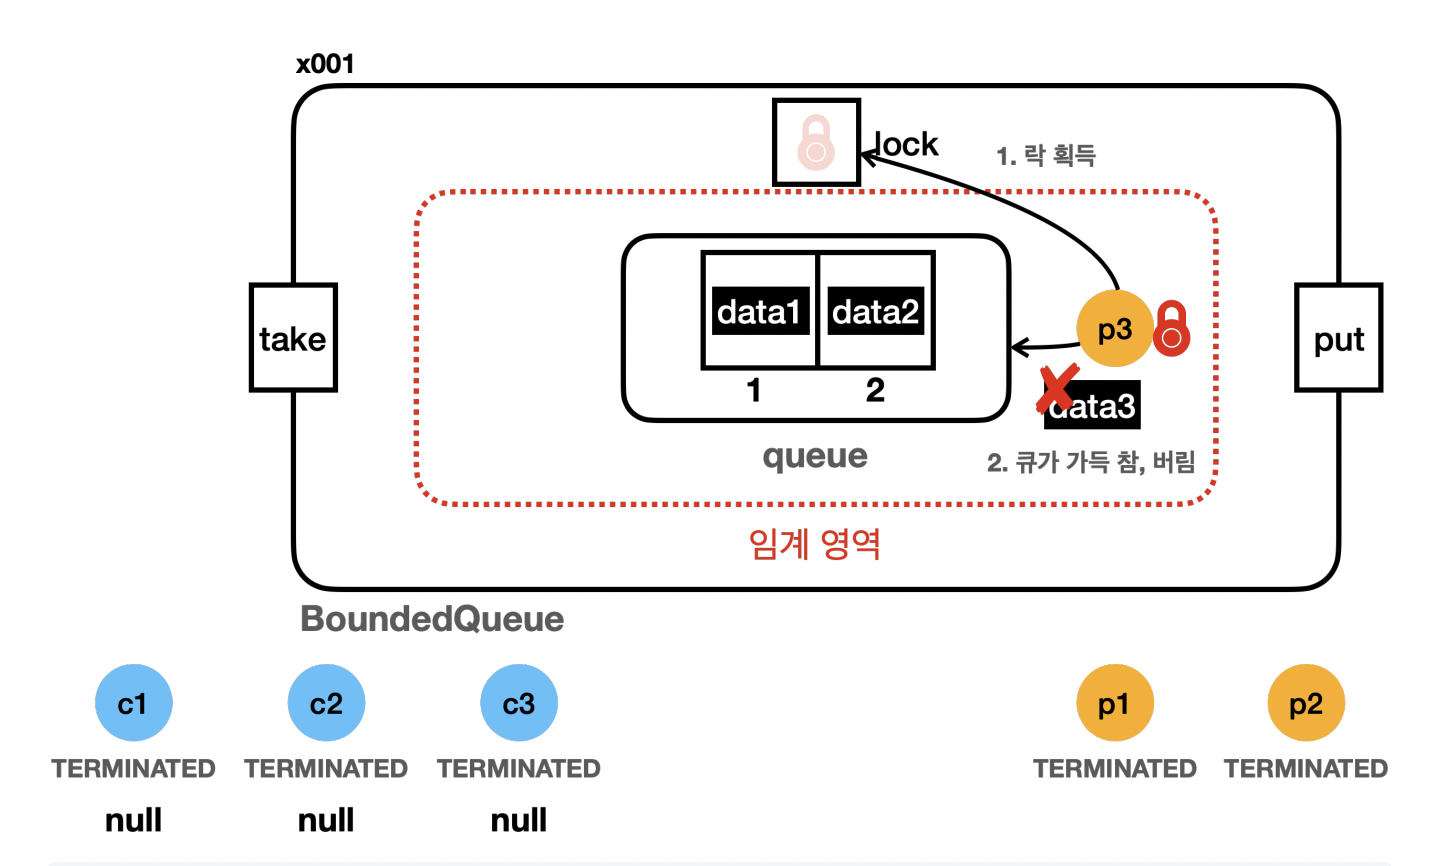 x001
lock
1. 락 획득
take
data1
data2
p3
put
1
2
data3
queue
2. 큐가 가득 참, 버림
임계 영역
BoundedQueue
c1
c2
c3
p1
p2
TERMINATED
TERMINATED
TERMINATED
TERMINATED
TERMINATED
null
null
null